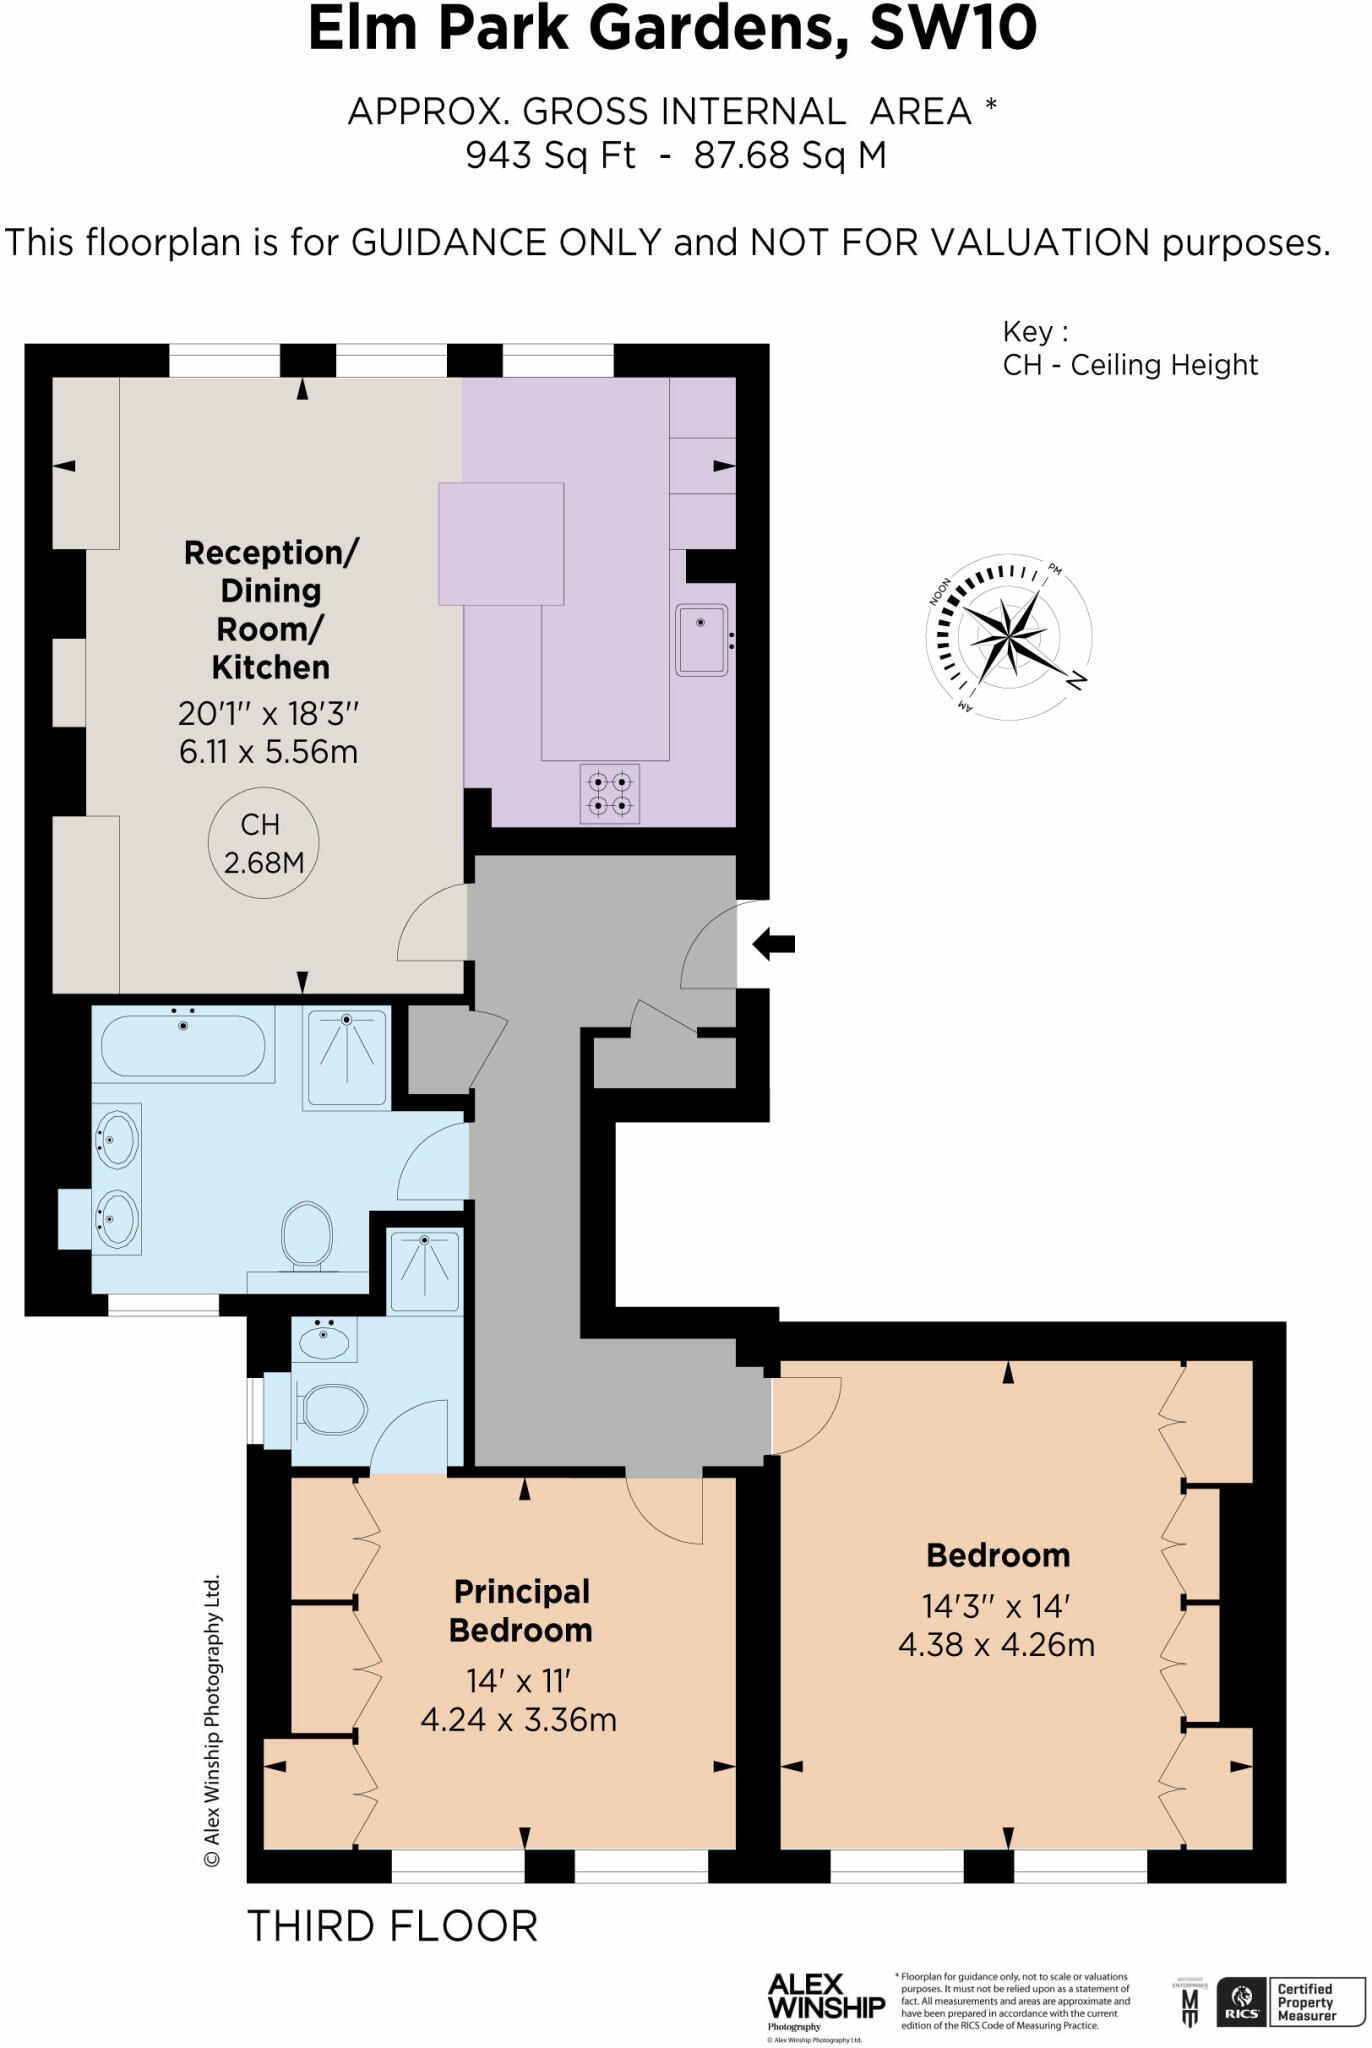 Elm Park Gardens, SW10
APPROX. GROSS INTERNAL AREA *
943 Sq Ft - 87.68 Sq M
This floorplan is for GUIDANCE ONLY and NOT FOR VALUATION purposes.
Key :
CH - Ceiling Height
Reception/
Dining
Room/
Kitchen
20'1'' x 18'3''
6.11 x 5.56m
CH
2.68M
NOON
PM
AM
N
Bedroom
14'3'' x 14'
4.38 x 4.26m
Principal
Bedroom
14' x 11'
4.24 x 3.36m
© Alex Winship Photography Ltd.
THIRD FLOOR
ALEX
WINSHIP
Photography
© Alex Winship Photography Ltd.
* Floorplan for guidance only, not to scale or valuations
purposes. It must not be relied upon as a statement of
fact. All measurements and areas are approximate and
have been prepared in accordance with the current
edition of the RICS Code of Measuring Practice.
ENTERPRISES
RICS
Certified
Property
Measurer